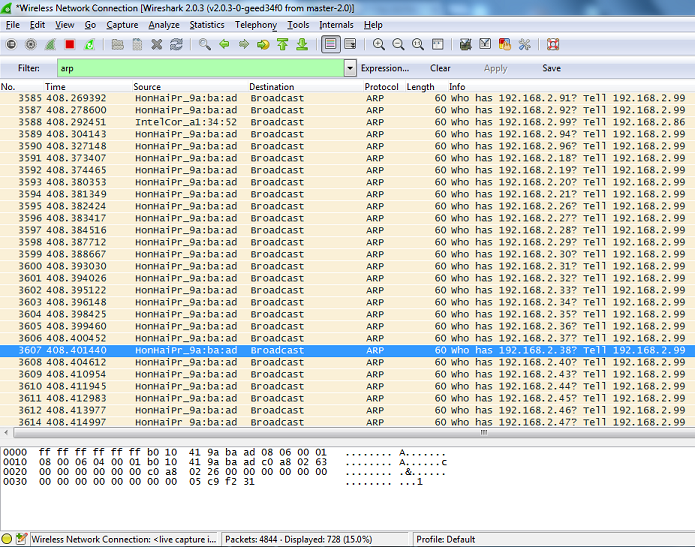 *Wireless Network Connection [Wireshark 2.0.3 (v2.0.3-0-geed34f0 from master-2.0)]
File Edit View Go Capture Analyze Statistics Telephony Tools Internals Help
Filter: arp Expression... Clear Apply Save
No. Time Source Destination Protocol Length Info
3585 408.269392 HonHaiPr_9a:ba:ad Broadcast ARP 60 Who has 192.168.2.91? Tell 192.168.2.99
3587 408.278600 HonHaiPr_9a:ba:ad Broadcast ARP 60 Who has 192.168.2.92? Tell 192.168.2.99
3588 408.292451 IntelCor_a1:34:52 Broadcast ARP 60 Who has 192.168.2.99? Tell 192.168.2.86
3589 408.304143 HonHaiPr_9a:ba:ad Broadcast ARP 60 Who has 192.168.2.94? Tell 192.168.2.99
3590 408.327148 HonHaiPr_9a:ba:ad Broadcast ARP 60 Who has 192.168.2.96? Tell 192.168.2.99
3591 408.373407 HonHaiPr_9a:ba:ad Broadcast ARP 60 Who has 192.168.2.18? Tell 192.168.2.99
3592 408.374465 HonHaiPr_9a:ba:ad Broadcast ARP 60 Who has 192.168.2.19? Tell 192.168.2.99
3593 408.380353 HonHaiPr_9a:ba:ad Broadcast ARP 60 Who has 192.168.2.20? Tell 192.168.2.99
3594 408.381349 HonHaiPr_9a:ba:ad Broadcast ARP 60 Who has 192.168.2.21? Tell 192.168.2.99
3595 408.382424 HonHaiPr_9a:ba:ad Broadcast ARP 60 Who has 192.168.2.26? Tell 192.168.2.99
3596 408.383417 HonHaiPr_9a:ba:ad Broadcast ARP 60 Who has 192.168.2.27? Tell 192.168.2.99
3597 408.384516 HonHaiPr_9a:ba:ad Broadcast ARP 60 Who has 192.168.2.28? Tell 192.168.2.99
3598 408.387712 HonHaiPr_9a:ba:ad Broadcast ARP 60 Who has 192.168.2.29? Tell 192.168.2.99
3599 408.388667 HonHaiPr_9a:ba:ad Broadcast ARP 60 Who has 192.168.2.30? Tell 192.168.2.99
3600 408.393030 HonHaiPr_9a:ba:ad Broadcast ARP 60 Who has 192.168.2.31? Tell 192.168.2.99
3601 408.394026 HonHaiPr_9a:ba:ad Broadcast ARP 60 Who has 192.168.2.32? Tell 192.168.2.99
3602 408.395122 HonHaiPr_9a:ba:ad Broadcast ARP 60 Who has 192.168.2.33? Tell 192.168.2.99
3603 408.396148 HonHaiPr_9a:ba:ad Broadcast ARP 60 Who has 192.168.2.34? Tell 192.168.2.99
3604 408.398425 HonHaiPr_9a:ba:ad Broadcast ARP 60 Who has 192.168.2.35? Tell 192.168.2.99
3605 408.399460 HonHaiPr_9a:ba:ad Broadcast ARP 60 Who has 192.168.2.36? Tell 192.168.2.99
3606 408.400452 HonHaiPr_9a:ba:ad Broadcast ARP 60 Who has 192.168.2.37? Tell 192.168.2.99
3607 408.401440 HonHaiPr_9a:ba:ad Broadcast ARP 60 Who has 192.168.2.38? Tell 192.168.2.99
3608 408.404612 HonHaiPr_9a:ba:ad Broadcast ARP 60 Who has 192.168.2.40? Tell 192.168.2.99
3609 408.410954 HonHaiPr_9a:ba:ad Broadcast ARP 60 Who has 192.168.2.43? Tell 192.168.2.99
3610 408.411945 HonHaiPr_9a:ba:ad Broadcast ARP 60 Who has 192.168.2.44? Tell 192.168.2.99
3611 408.412983 HonHaiPr_9a:ba:ad Broadcast ARP 60 Who has 192.168.2.45? Tell 192.168.2.99
3612 408.413977 HonHaiPr_9a:ba:ad Broadcast ARP 60 Who has 192.168.2.46? Tell 192.168.2.99
3614 408.414997 HonHaiPr_9a:ba:ad Broadcast ARP 60 Who has 192.168.2.47? Tell 192.168.2.99
0000 ff ff ff ff ff ff b0 10 41 9a ba ad 08 06 00 01 ........ A.......
0010 08 00 06 04 00 01 b0 10 41 9a ba ad c0 a8 02 63 ........ A......c
0020 00 00 00 00 00 00 c0 a8 02 26 00 00 00 00 00 00 ........ .&......
0030 00 00 00 00 00 00 00 00 05 c9 f2 31 ........ ...1
Wireless Network Connection: <live capture i... Packets: 4844 · Displayed: 728 (15.0%) Profile: Default